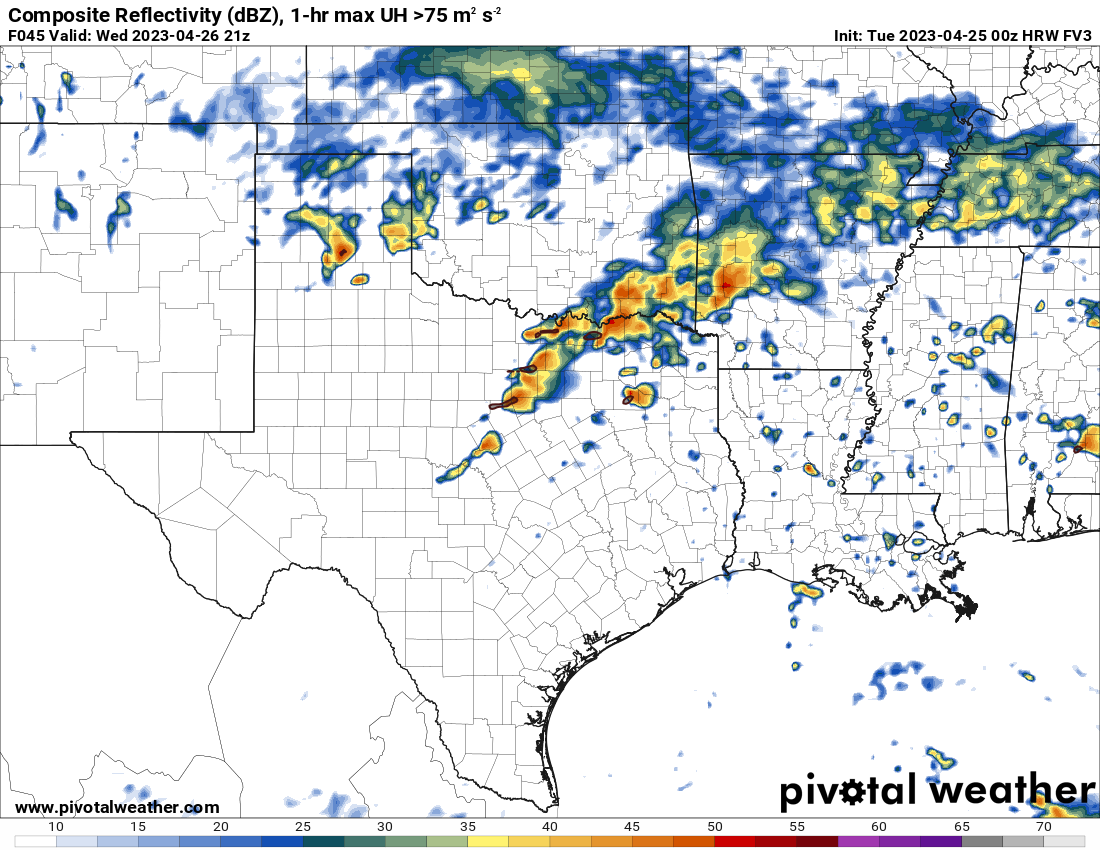 Composite Reflectivity (dBZ), 1-hr max UH >75 m² s⁻²
F045 Valid: Wed 2023-04-26 21z Init: Tue 2023-04-25 00z HRW FV3
pivotal weather
www.pivotalweather.com
10 15 20 25 30 35 40 45 50 55 60 65 70